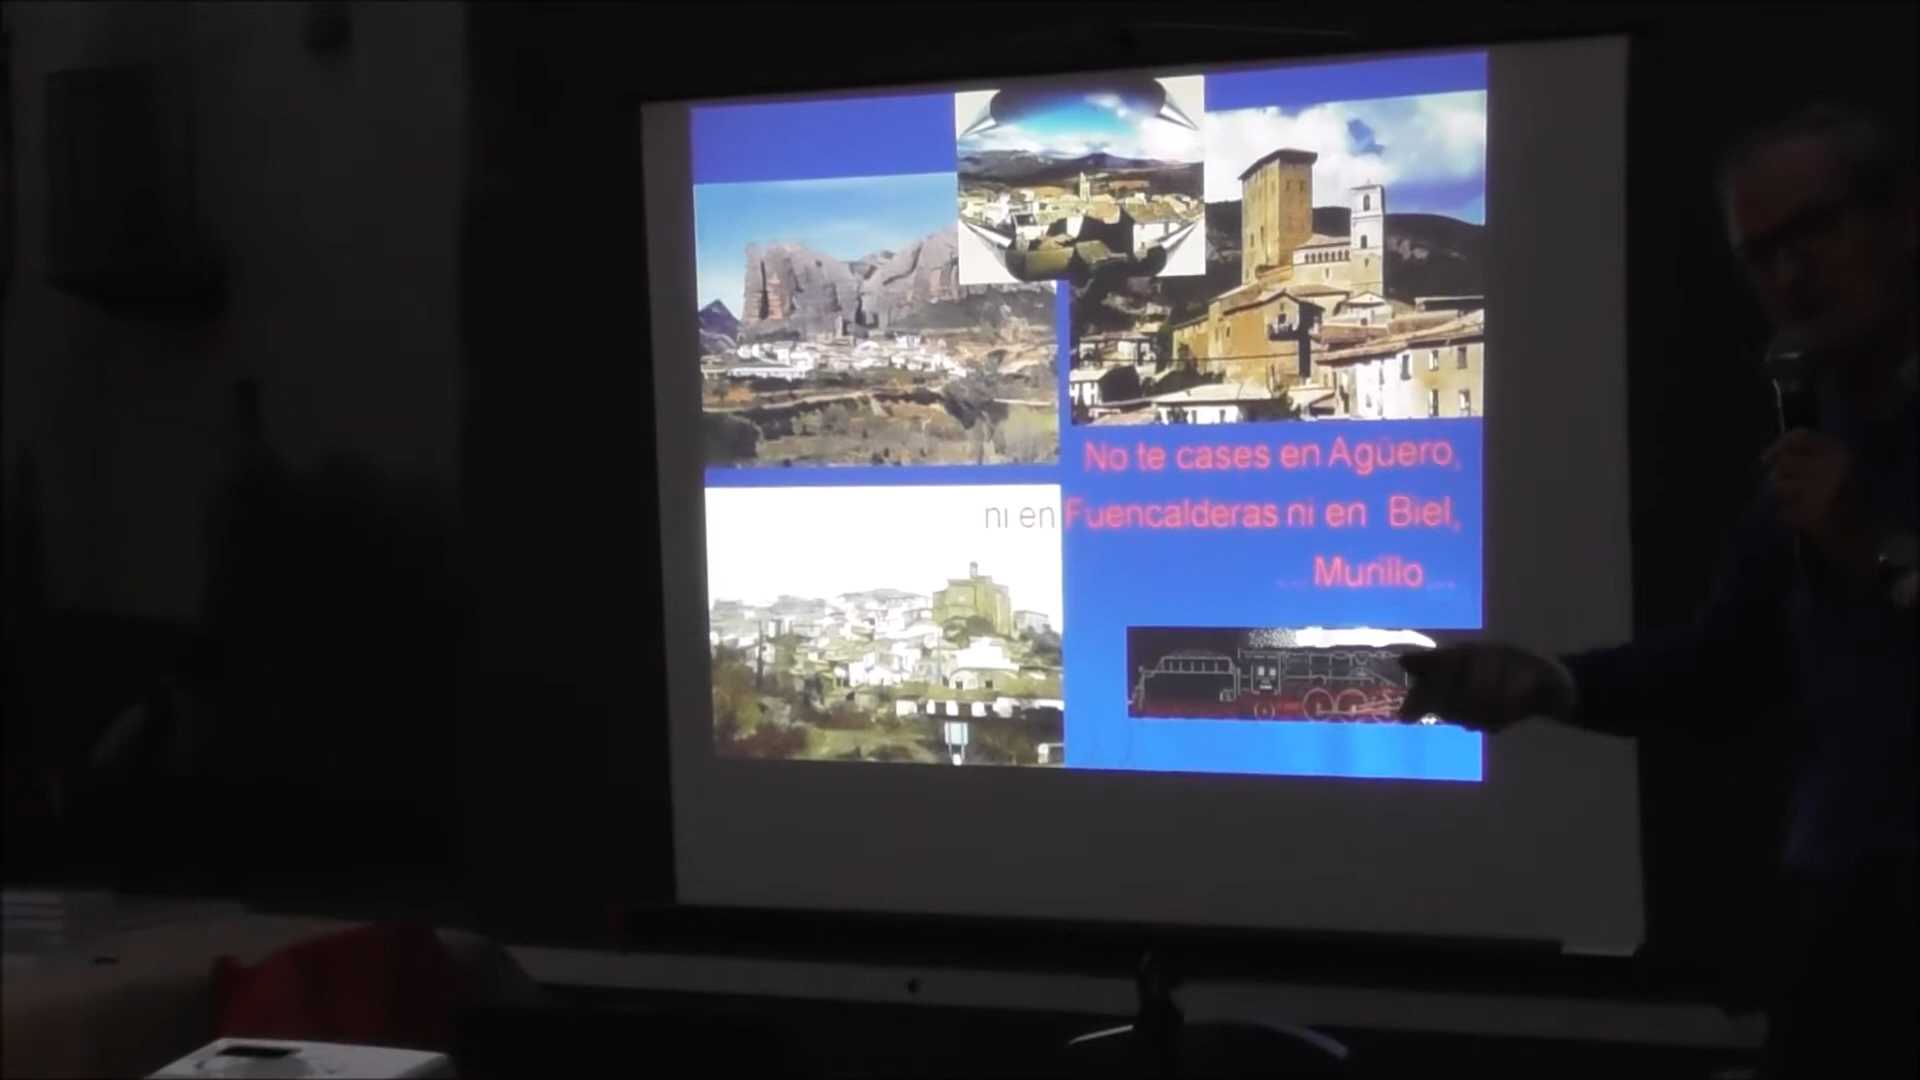 No te cases en Agüero,
ni en Fuencalderas ni en Biel,
....Murillo....